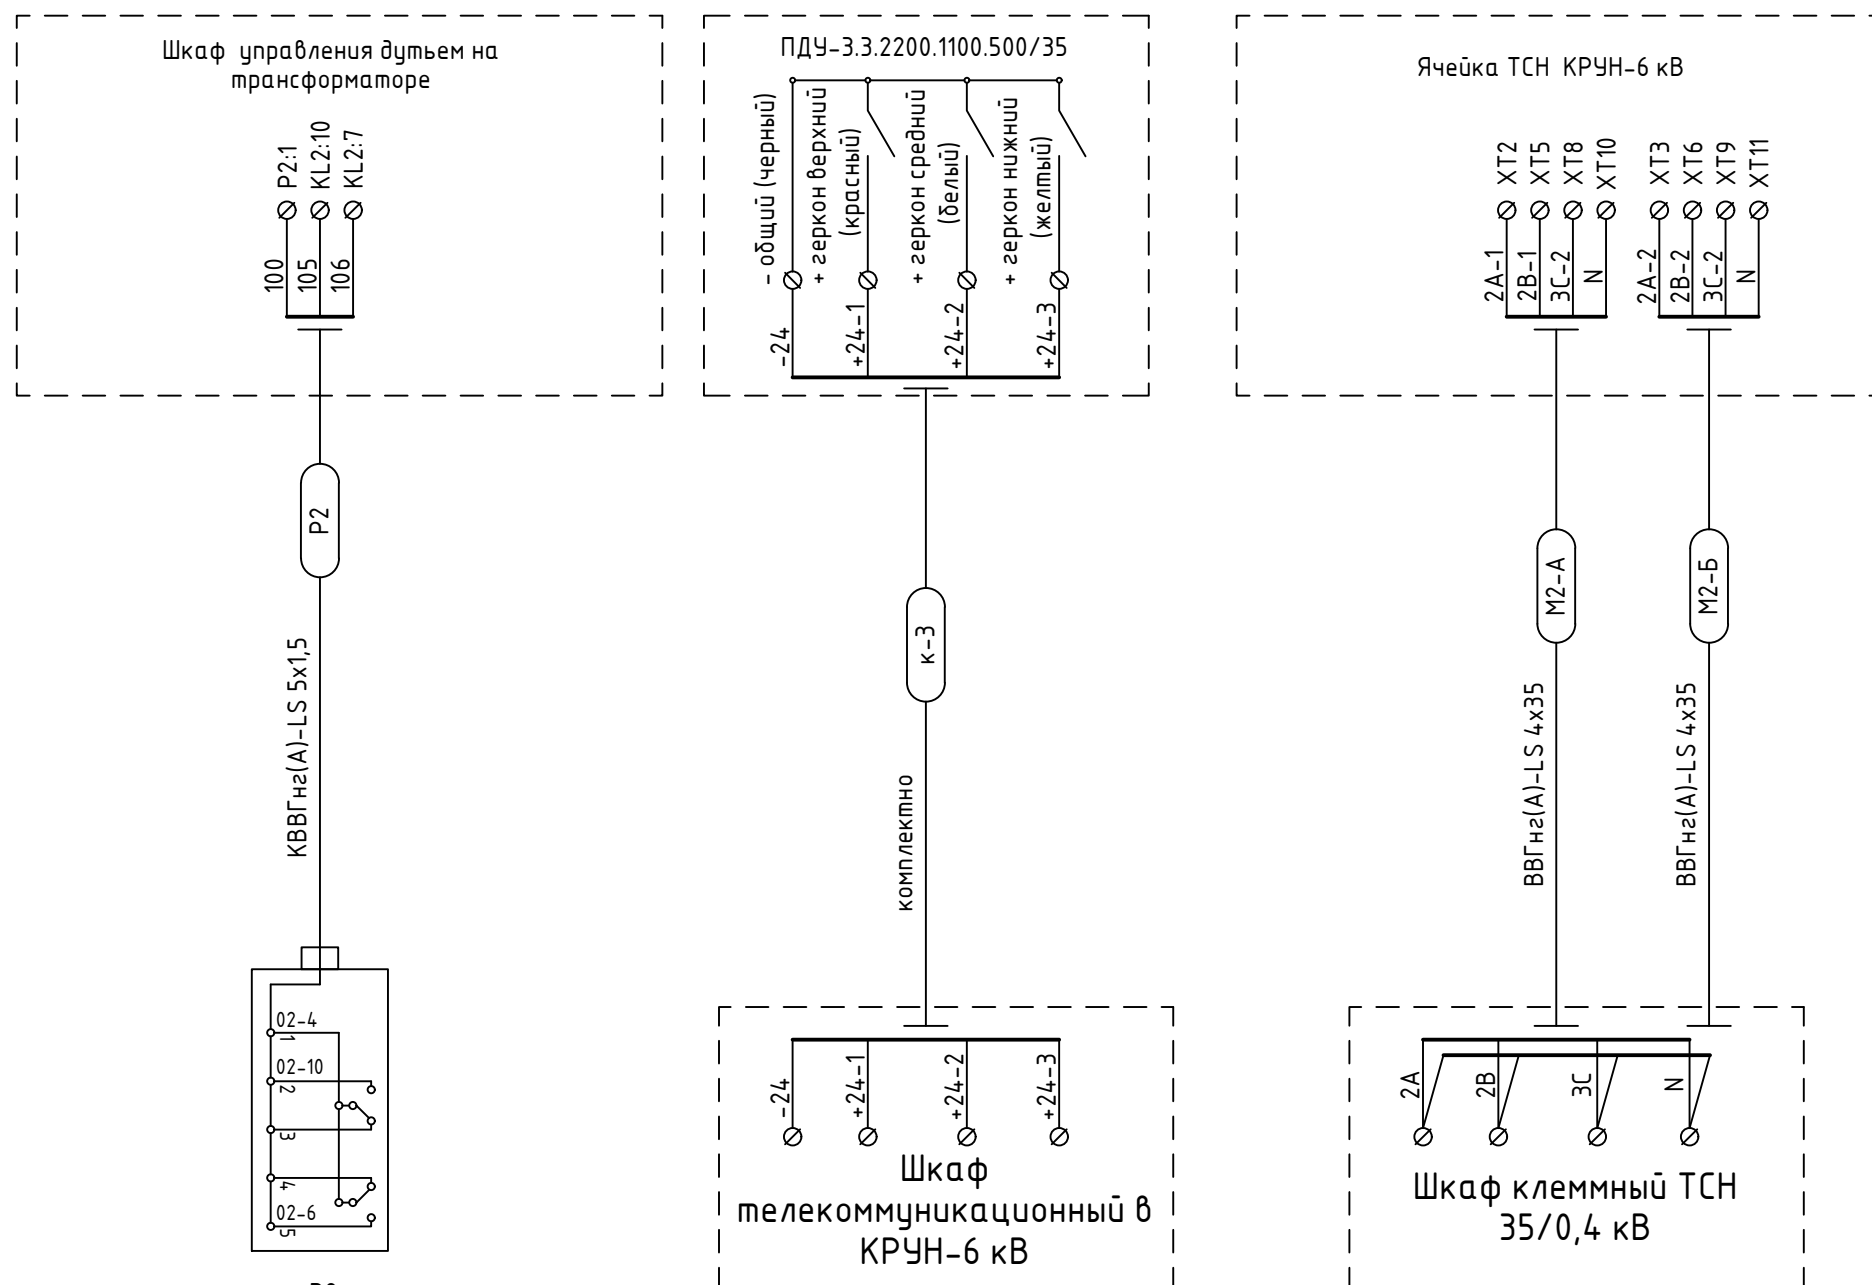 Шкаф управления дутьем на
трансформаторе
P2:1
KL2:10
KL2:7
100
105
106
P2
КВВГнг(А)-LS 5x1,5
02-4
1
02-10
2
3
4
02-6
5
ПДУ-3.3.2200.1100.500/35
- общий (черный)
+ геркон верхний
(красный)
+ геркон средний
(белый)
+ геркон нижний
(желтый)
-24
+24-1
+24-2
+24-3
к-3
комплектно
-24
+24-1
+24-2
+24-3
Шкаф
телекоммуникационный в
КРУН-6 кВ
Ячейка ТСН КРУН-6 кВ
XT2
XT5
XT8
XT10
XT3
XT6
XT9
XT11
2A-1
2B-1
3C-2
N
2A-2
2B-2
3C-2
N
М2-А
М2-Б
ВВГнг(А)-LS 4x35
ВВГнг(А)-LS 4x35
2A
2B
3C
N
Шкаф клеммный ТСН
35/0,4 кВ